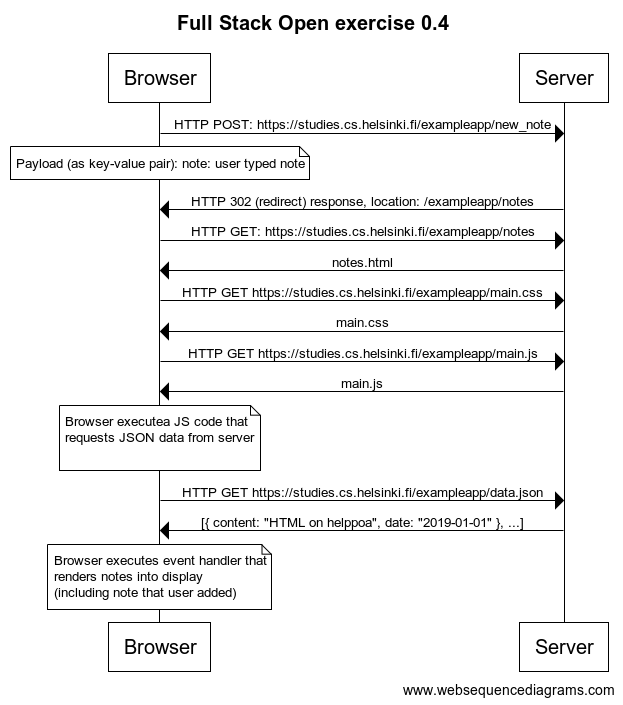 Full Stack Open exercise 0.4
Browser
Server
HTTP POST: https://studies.cs.helsinki.fi/exampleapp/new_note
Payload (as key-value pair): note: user typed note
HTTP 302 (redirect) response, location: /exampleapp/notes
HTTP GET: https://studies.cs.helsinki.fi/exampleapp/notes
notes.html
HTTP GET https://studies.cs.helsinki.fi/exampleapp/main.css
main.css
HTTP GET https://studies.cs.helsinki.fi/exampleapp/main.js
main.js
Browser executea JS code that
requests JSON data from server
HTTP GET https://studies.cs.helsinki.fi/exampleapp/data.json
[{ content: "HTML on helppoa", date: "2019-01-01" }, ...]
Browser executes event handler that
renders notes into display
(including note that user added)
Browser
Server
www.websequencediagrams.com